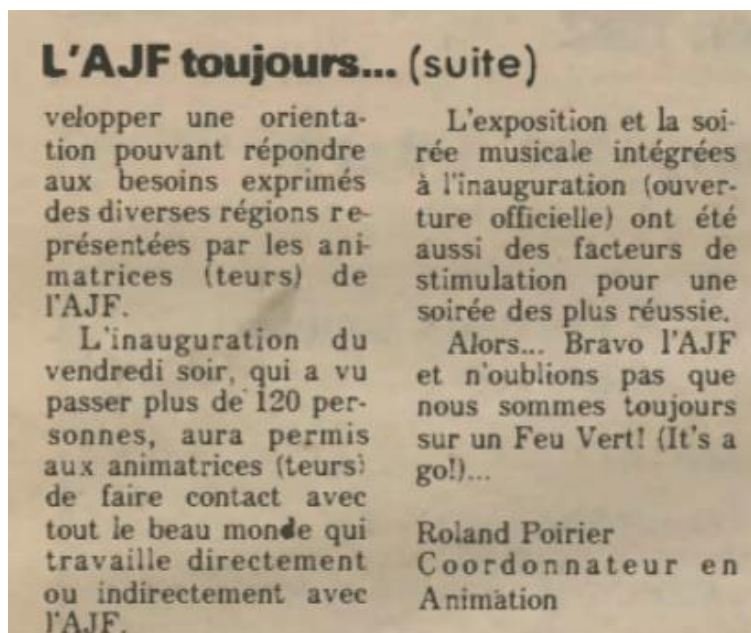 L'AJF toujours... (suite)
velopper une orienta-
tion pouvant répondre
aux besoins exprimés
des diverses régions re-
présentées par les ani-
matrices (teurs) de
l'AJF.
L'inauguration du
vendredi soir, qui a vu
passer plus de 120 per-
sonnes, aura permis
aux animatrices (teurs)
de faire contact avec
tout le beau monde qui
travaille directement
ou indirectement avec
l'AJF.
L'exposition et la soi-
rée musicale intégrées
à l'inauguration (ouver-
ture officielle) ont été
aussi des facteurs de
stimulation pour une
soirée des plus réussie.
Alors... Bravo l'AJF
et n'oublions pas que
nous sommes toujours
sur un Feu Vert! (It's a
go!)...
Roland Poirier
Coordonnateur en
Animation